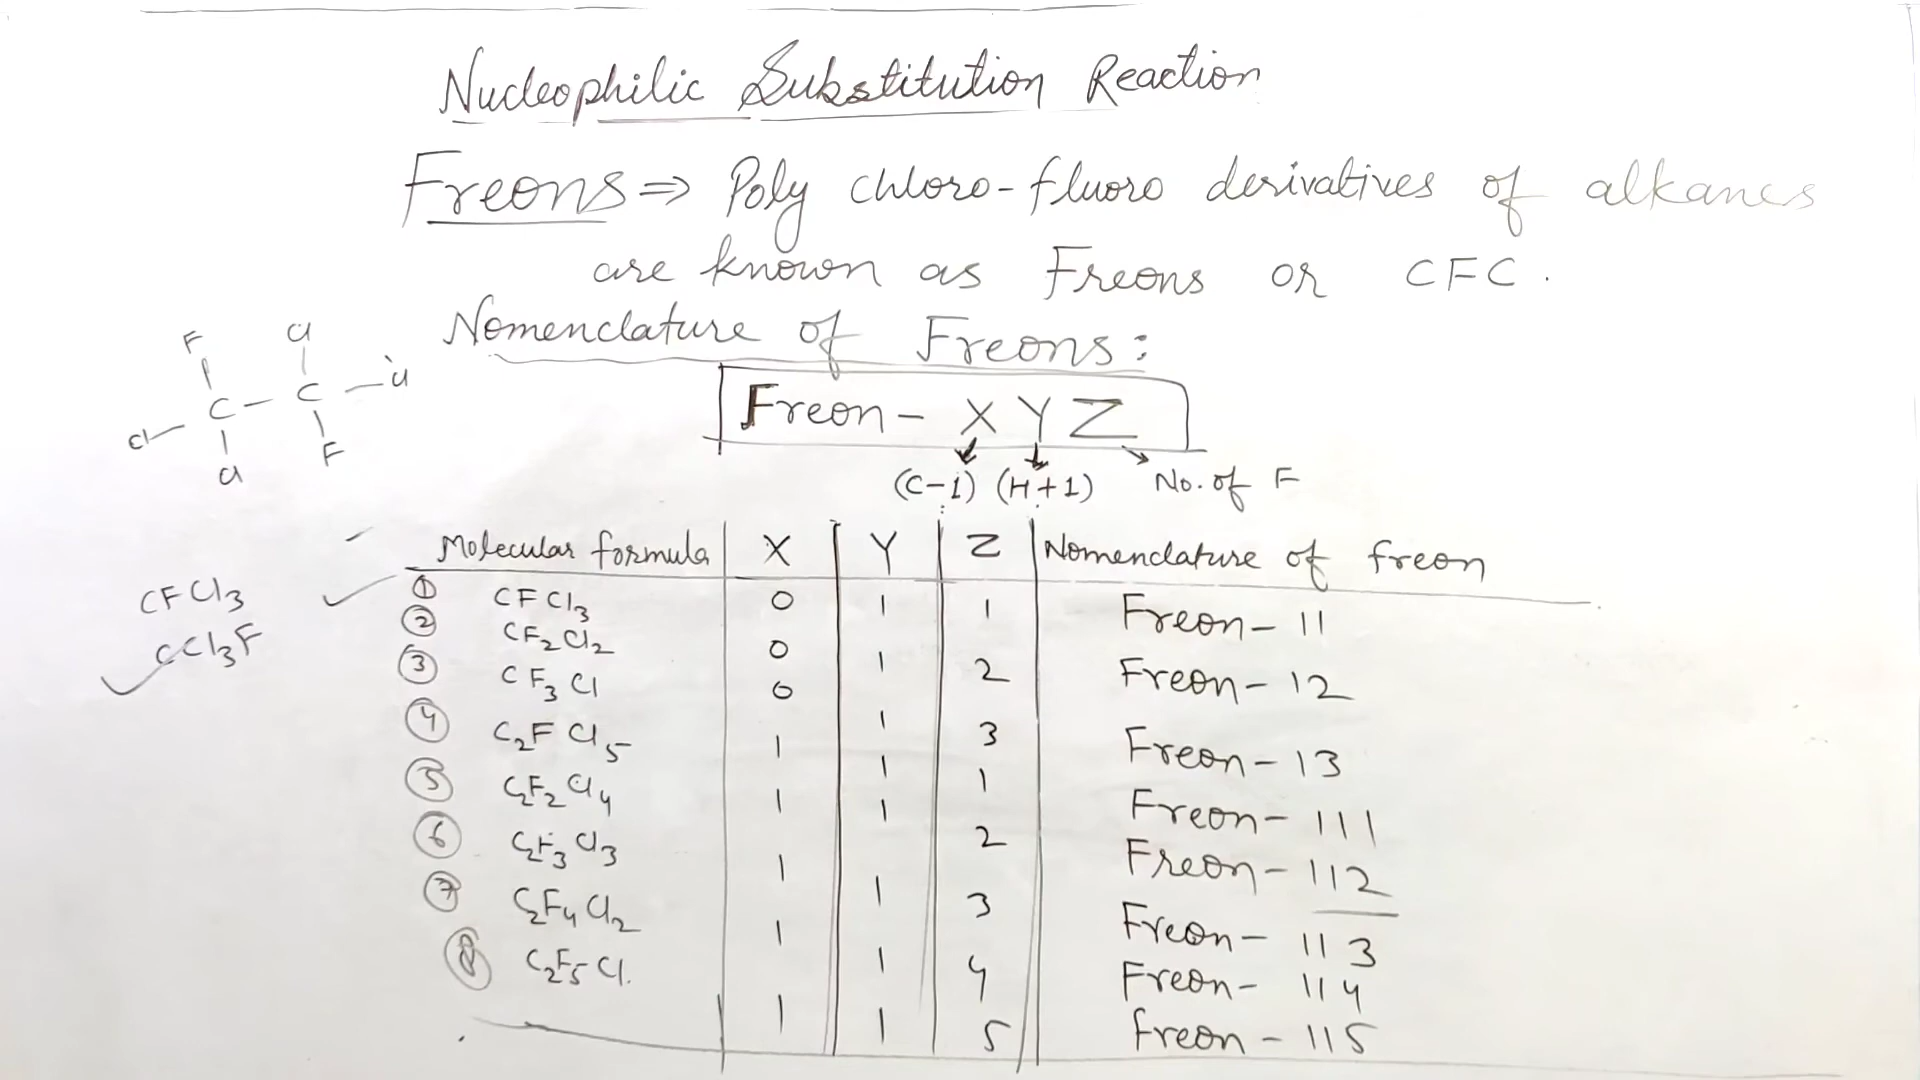 Nucleophilic Substitution Reaction
Freons ⇒ Poly chloro-fluoro derivatives of alkanes
are known as Freons or CFC.
Nomenclature of Freons:
F Cl
C - C - Cl
Cl - F
Cl
Freon - X Y Z
(C-1) (H+1) No. of F
Molecular formula X Y Z Nomenclature of freon
① CFCl3 0 1 1 Freon - 11
② CF2Cl2 0 1 2 Freon - 12
③ CF3Cl 0 1 3 Freon - 13
④ C2FCl5 1 1 1 Freon - 111
⑤ C2F2Cl4 1 1 2 Freon - 112
⑥ C2F3Cl3 1 1 3 Freon - 113
⑦ C2F4Cl2 1 1 4 Freon - 114
⑧ C2F5Cl. 1 1 5 Freon - 115
CFCl3
CCl3F